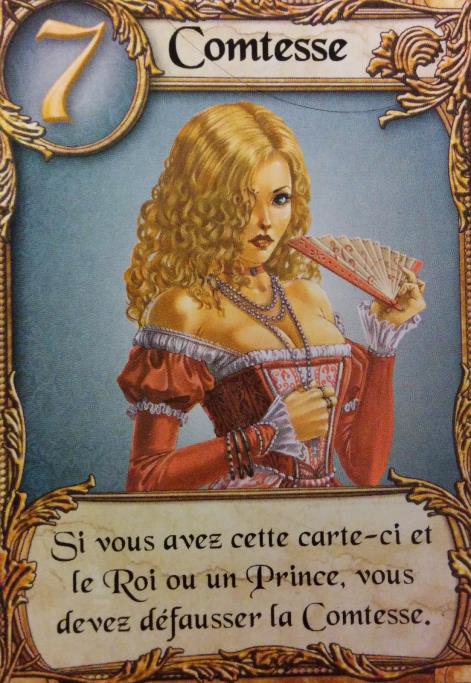 7
Comtesse
Si vous avez cette carte-ci et
le Roi ou un Prince, vous
devez défausser la Comtesse.